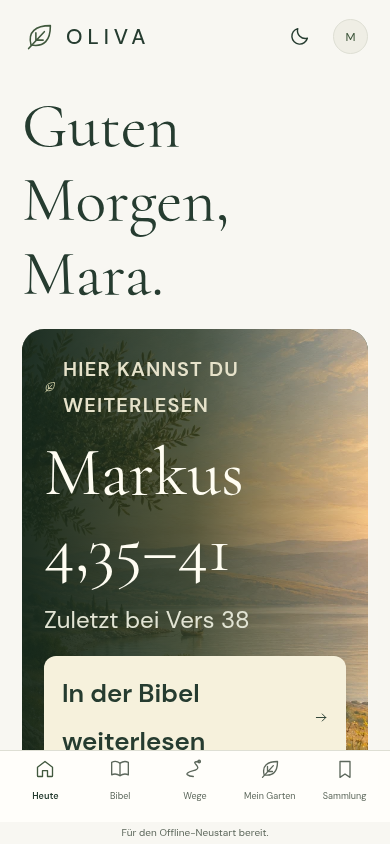 OLIVA
M
Guten
Morgen,
Mara.
HIER KANNST DU
WEITERLESEN
Markus
4,35–41
Zuletzt bei Vers 38
In der Bibel
→
weiterlesen
Heute
Bibel
Wege
Mein Garten
Sammlung
Für den Offline-Neustart bereit.